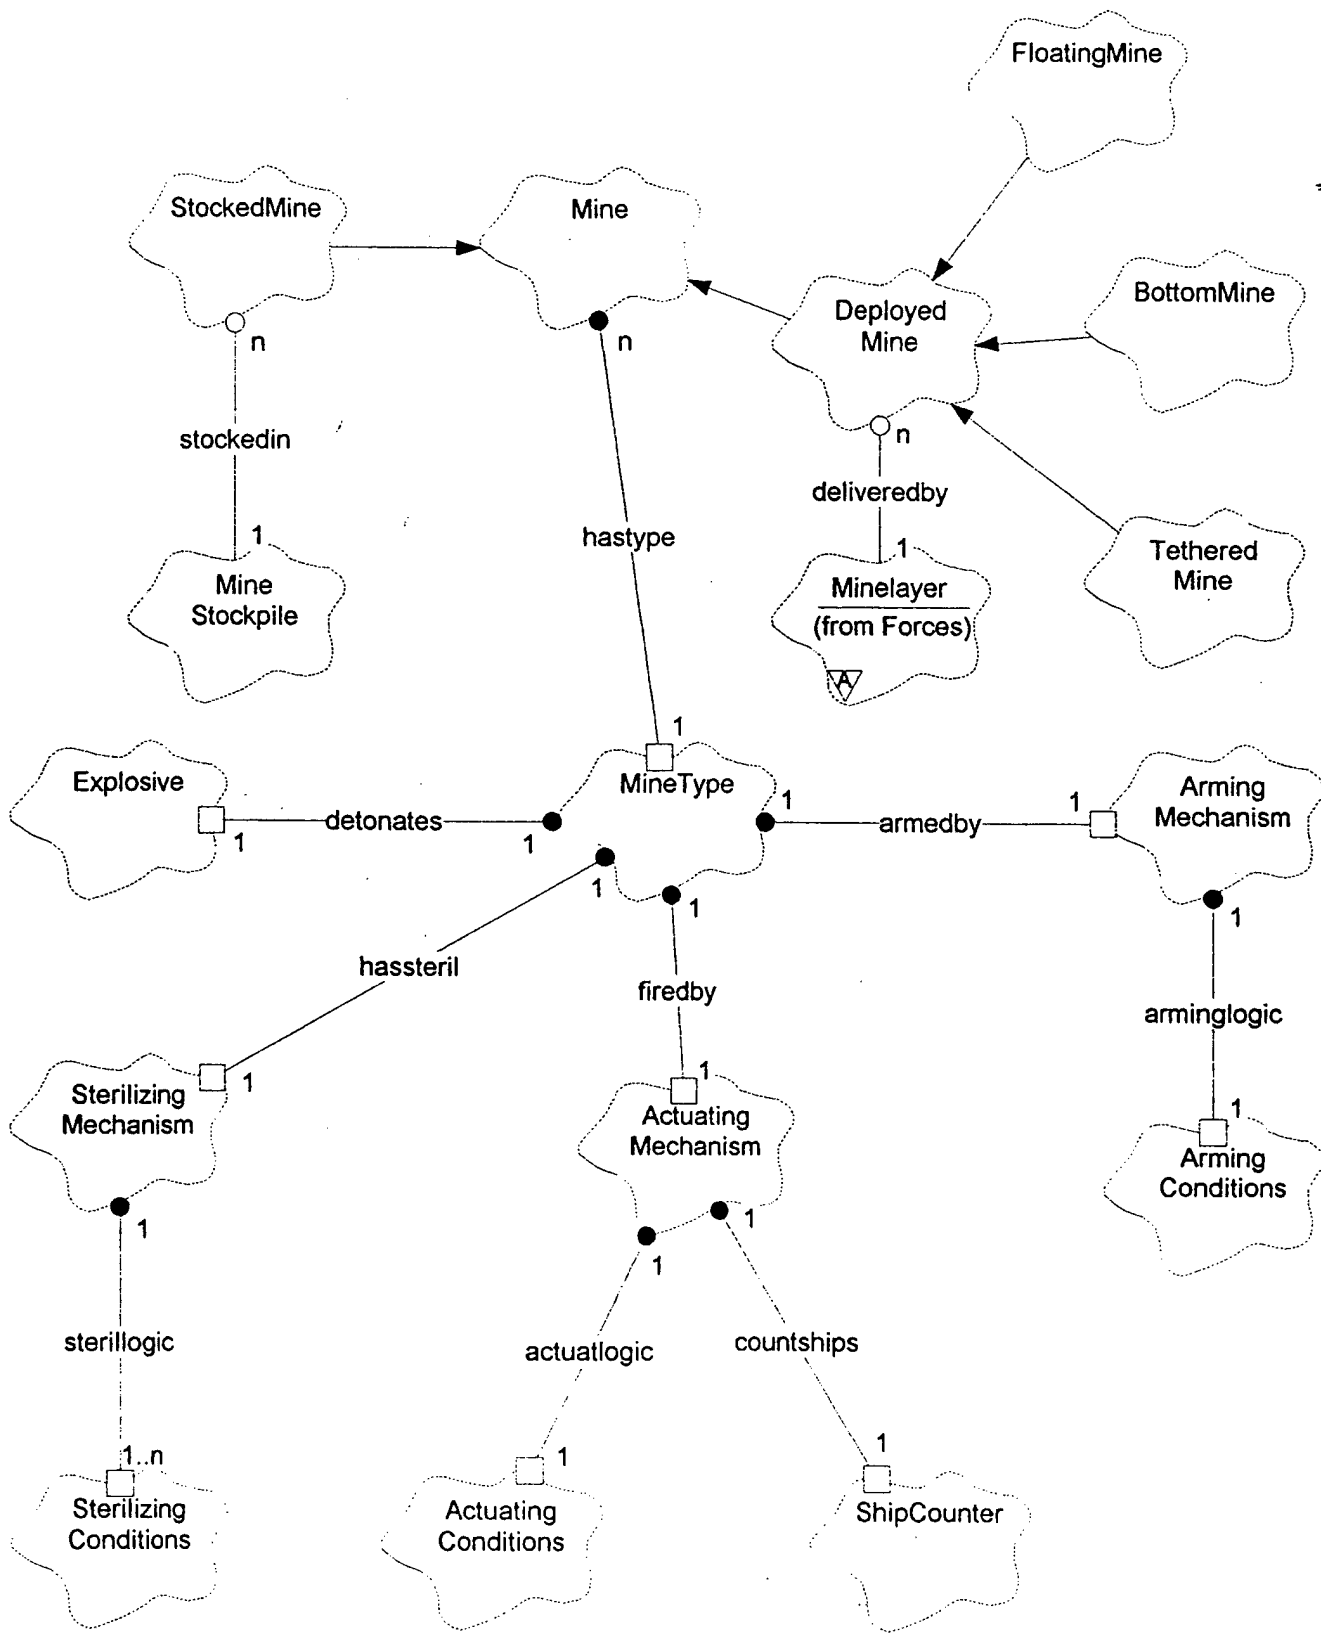 FloatingMine
StockedMine
Mine
BottomMine
Deployed
Mine
n
n
n
stockedin
deliveredby
hastype
1
1
Tethered
Mine
Mine
Stockpile
Minelayer
(from Forces)
A
1
Explosive
MineType
Arming
Mechanism
1
1
detonates
armedby
1
1
1
1
1
hassteril
firedby
arminglogic
1
1
1
Sterilizing
Mechanism
Actuating
Mechanism
Arming
Conditions
1
1
1
sterillogic
actuatlogic
countships
1..n
1
1
Sterilizing
Conditions
Actuating
Conditions
ShipCounter